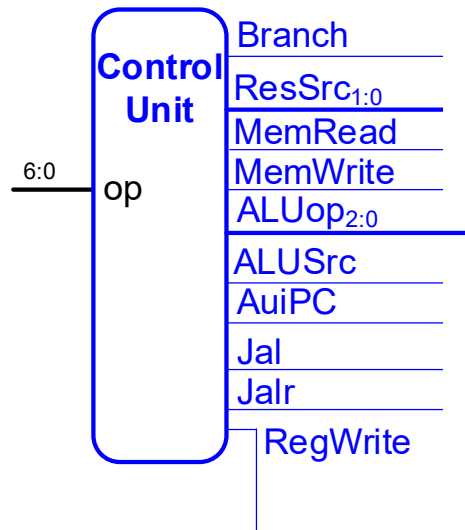 Control
Unit
6:0
op
Branch
ResSrc1:0
MemRead
MemWrite
ALUop2:0
ALUSrc
AuiPC
Jal
Jalr
RegWrite